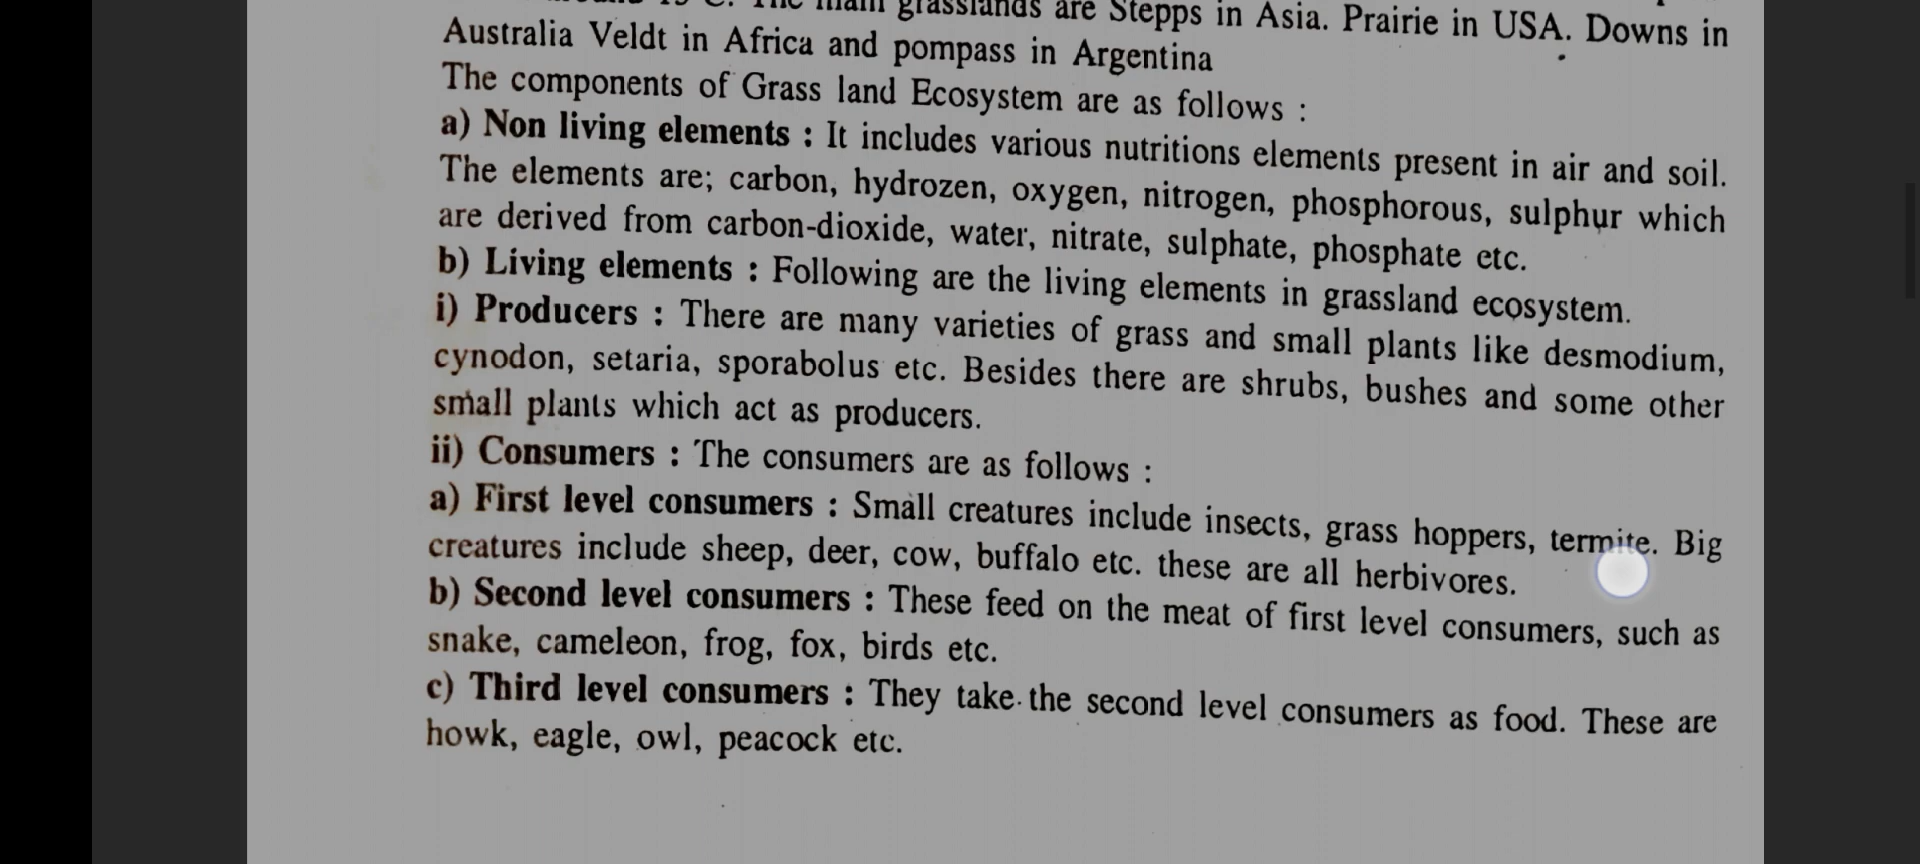 grasslands are Stepps in Asia. Prairie in USA. Downs in
Australia Veldt in Africa and pompass in Argentina
The components of Grass land Ecosystem are as follows :
a) Non living elements : It includes various nutritions elements present in air and soil.
The elements are; carbon, hydrozen, oxygen, nitrogen, phosphorous, sulphur which
are derived from carbon-dioxide, water, nitrate, sulphate, phosphate etc.
b) Living elements : Following are the living elements in grassland ecosystem.
i) Producers : There are many varieties of grass and small plants like desmodium,
cynodon, setaria, sporabolus etc. Besides there are shrubs, bushes and some other
small plants which act as producers.
ii) Consumers : The consumers are as follows :
a) First level consumers : Small creatures include insects, grass hoppers, termite. Big
creatures include sheep, deer, cow, buffalo etc. these are all herbivores.
b) Second level consumers : These feed on the meat of first level consumers, such as
snake, cameleon, frog, fox, birds etc.
c) Third level consumers : They take the second level consumers as food. These are
howk, eagle, owl, peacock etc.